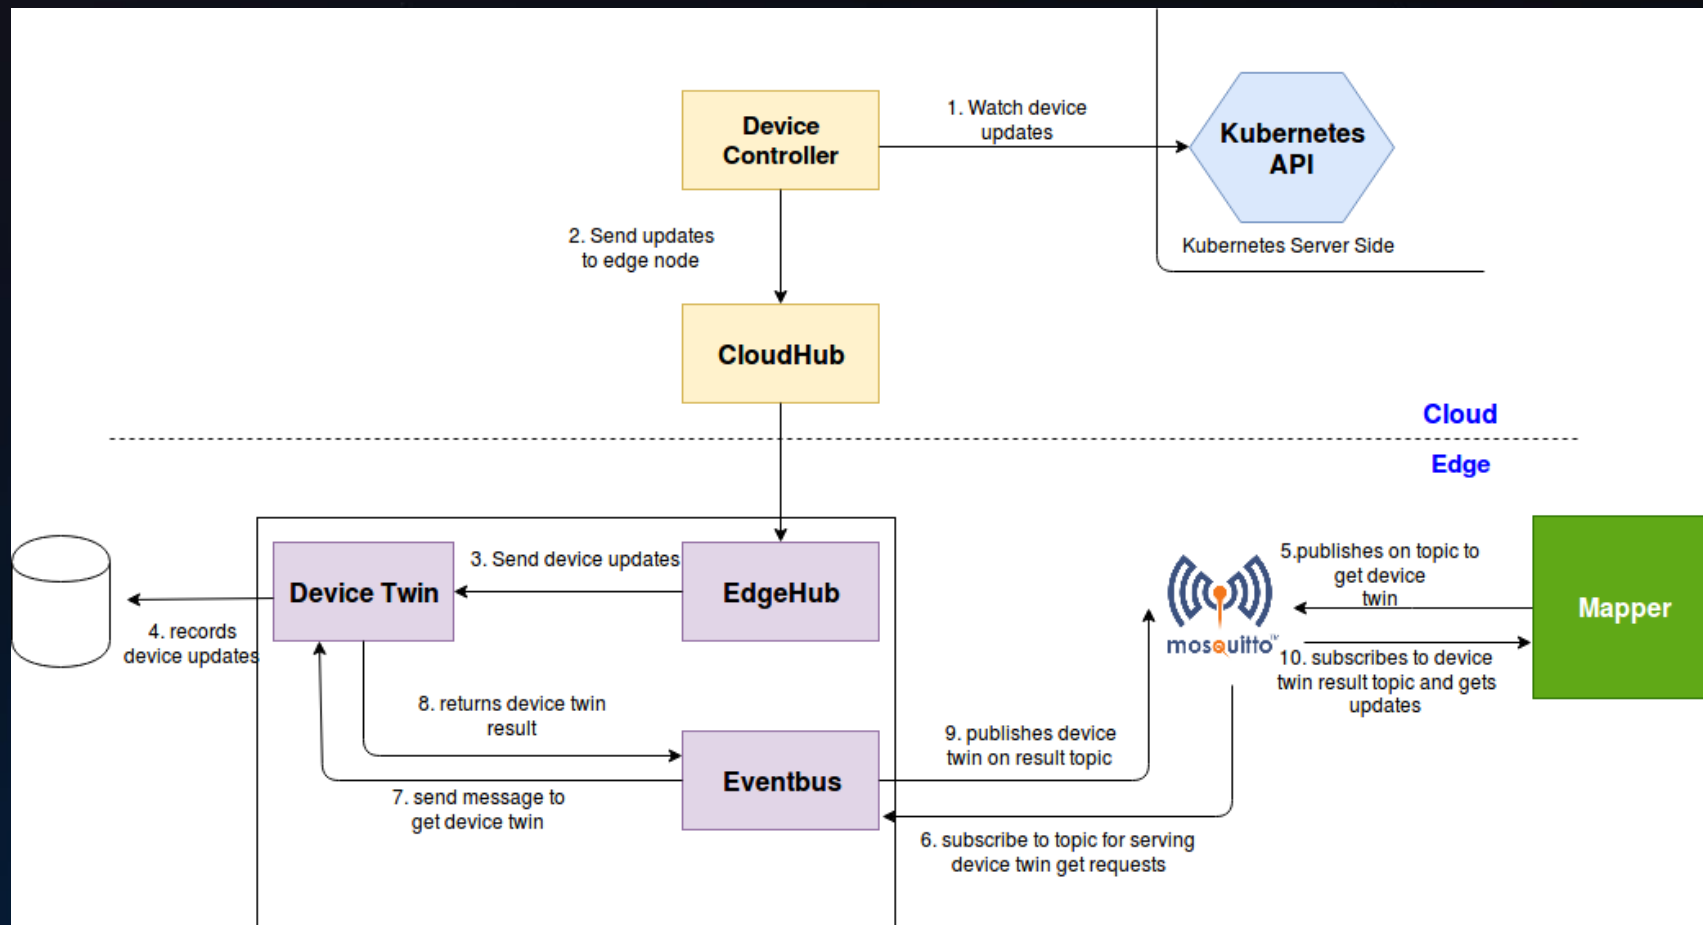 Device
Controller
1. Watch device
updates
Kubernetes
API
Kubernetes Server Side
2. Send updates
to edge node
CloudHub
Cloud
Edge
Device Twin
3. Send device updates
EdgeHub
4. records
device updates
mosquitto™
5.publishes on topic to
get device
twin
Mapper
10. subscribes to device
twin result topic and gets
updates
8. returns device twin
result
Eventbus
7. send message to
get device twin
9. publishes device
twin on result topic
6. subscribe to topic for serving
device twin get requests